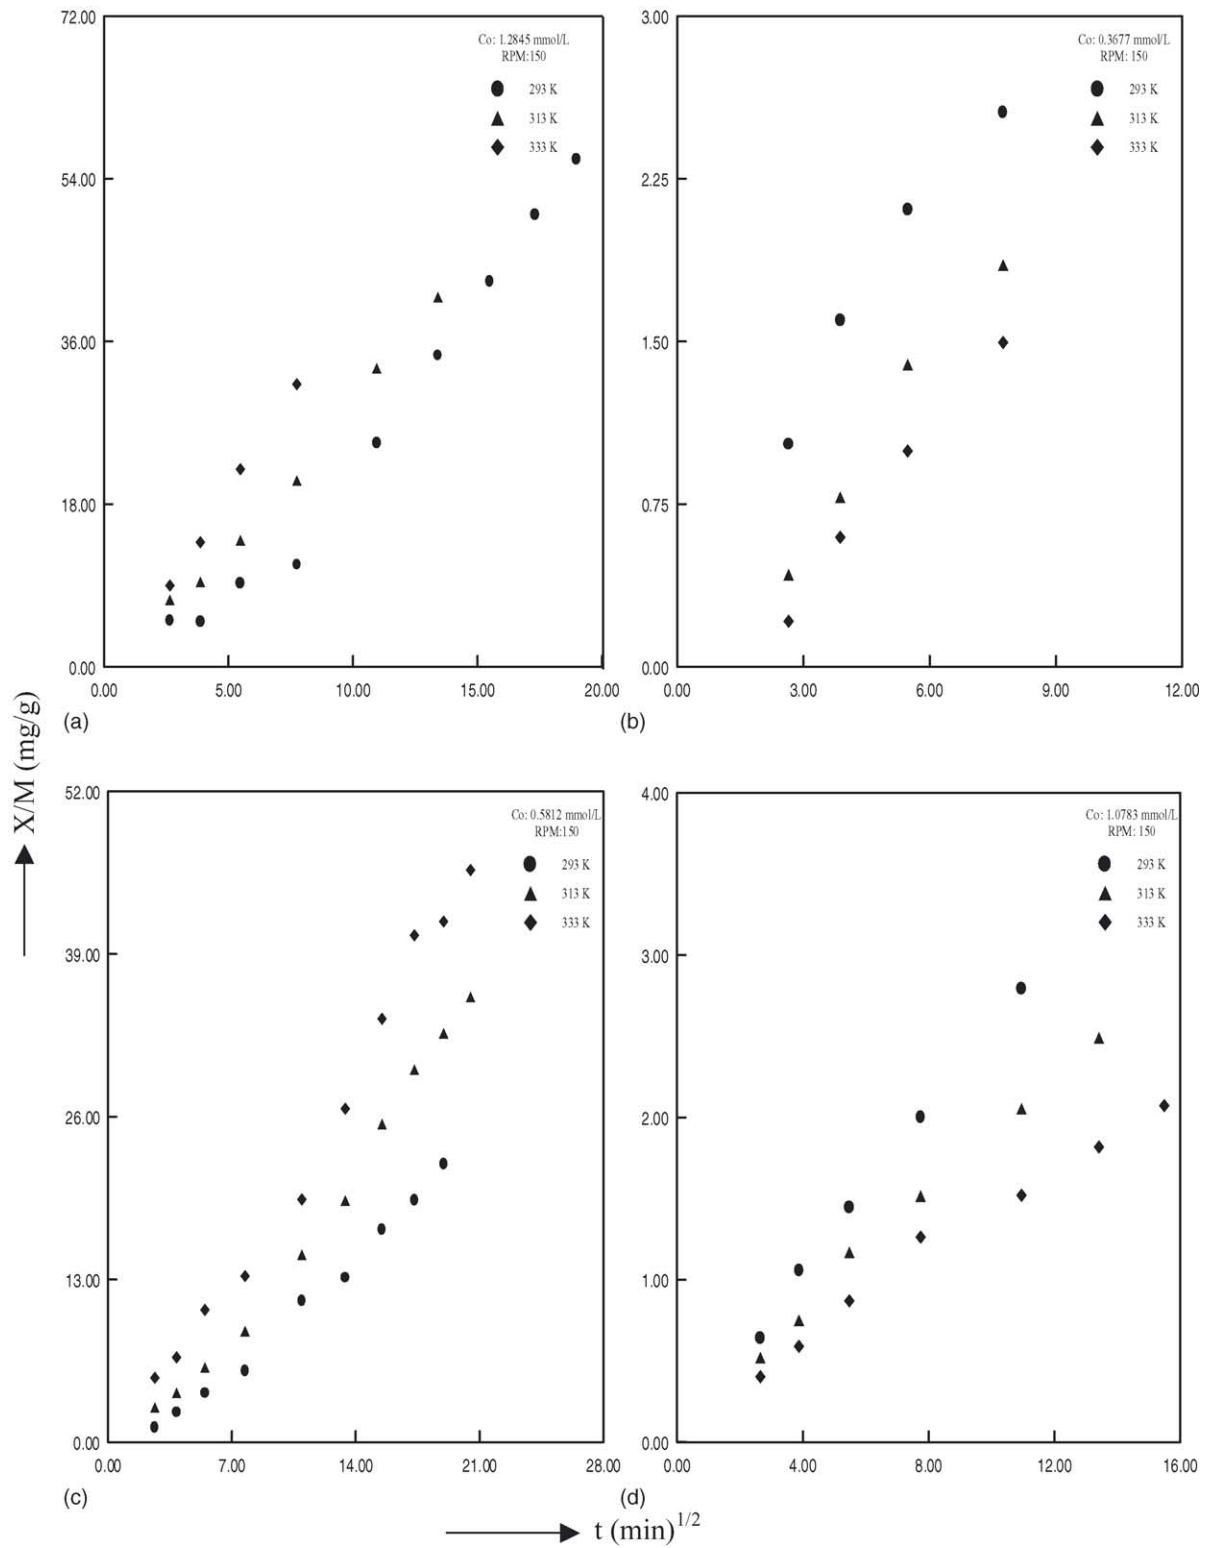 72.00
Co: 1.2845 mmol/L
RPM:150
293 K
313 K
333 K
54.00
36.00
18.00
0.00
0.00 5.00 10.00 15.00 20.00
(a)
3.00
Co: 0.3677 mmol/L
RPM: 150
293 K
313 K
333 K
2.25
1.50
0.75
0.00
0.00 3.00 6.00 9.00 12.00
(b)
X/M (mg/g)
52.00
Co: 0.5812 mmol/L
RPM:150
293 K
313 K
333 K
39.00
26.00
13.00
0.00
0.00 7.00 14.00 21.00 28.00
(c)
4.00
Co: 1.0783 mmol/L
RPM: 150
293 K
313 K
333 K
3.00
2.00
1.00
0.00
0.00 4.00 8.00 12.00 16.00
(d)
t (min)1/2